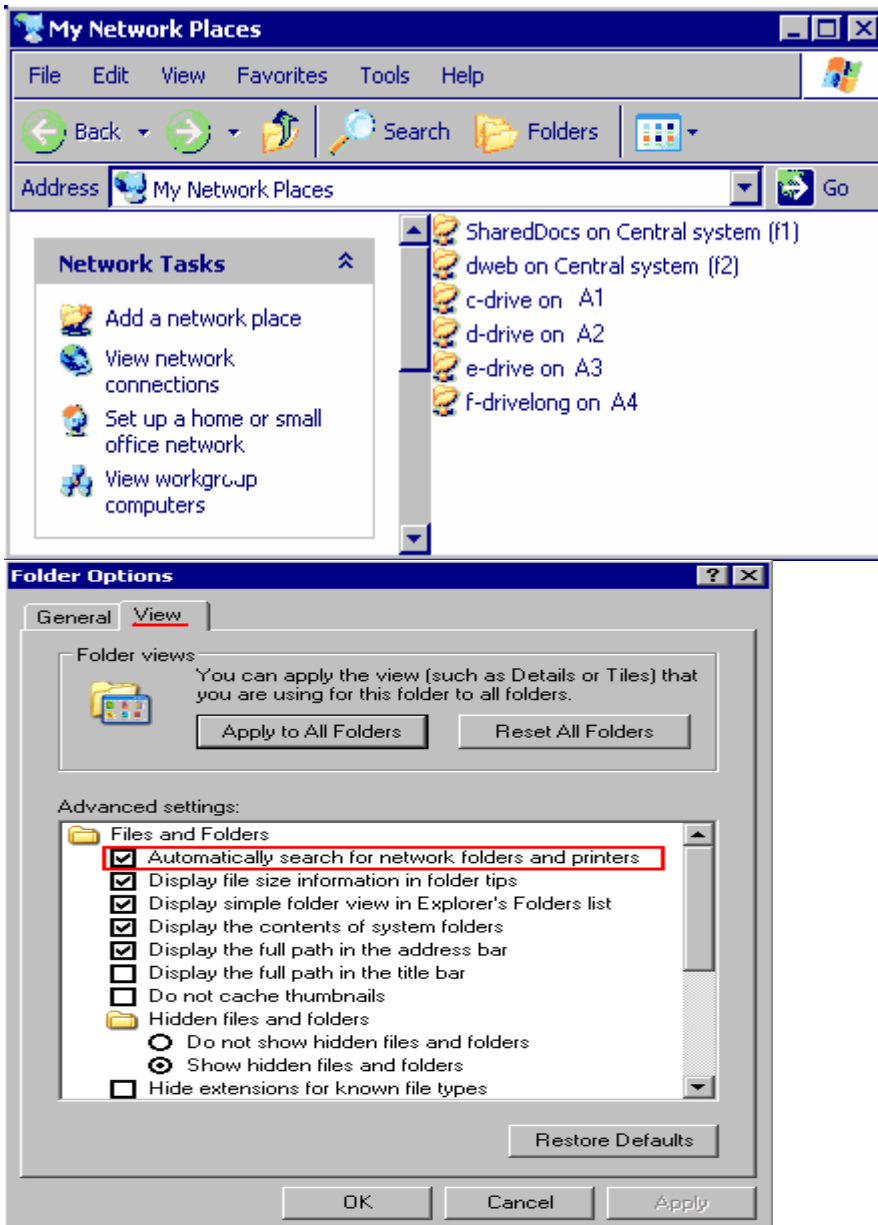 My Network Places
File Edit View Favorites Tools Help
Back Search Folders
Address My Network Places Go
Network Tasks
Add a network place
View network
connections
Set up a home or small
office network
View workgroup
computers
SharedDocs on Central system (f1)
dweb on Central system (f2)
c-drive on A1
d-drive on A2
e-drive on A3
f-drivelong on A4
Folder Options
General View
Folder views
You can apply the view (such as Details or Tiles) that
you are using for this folder to all folders.
Apply to All Folders Reset All Folders
Advanced settings:
Files and Folders
Automatically search for network folders and printers
Display file size information in folder tips
Display simple folder view in Explorer's Folders list
Display the contents of system folders
Display the full path in the address bar
Display the full path in the title bar
Do not cache thumbnails
Hidden files and folders
Do not show hidden files and folders
Show hidden files and folders
Hide extensions for known file types
Restore Defaults
OK Cancel Apply